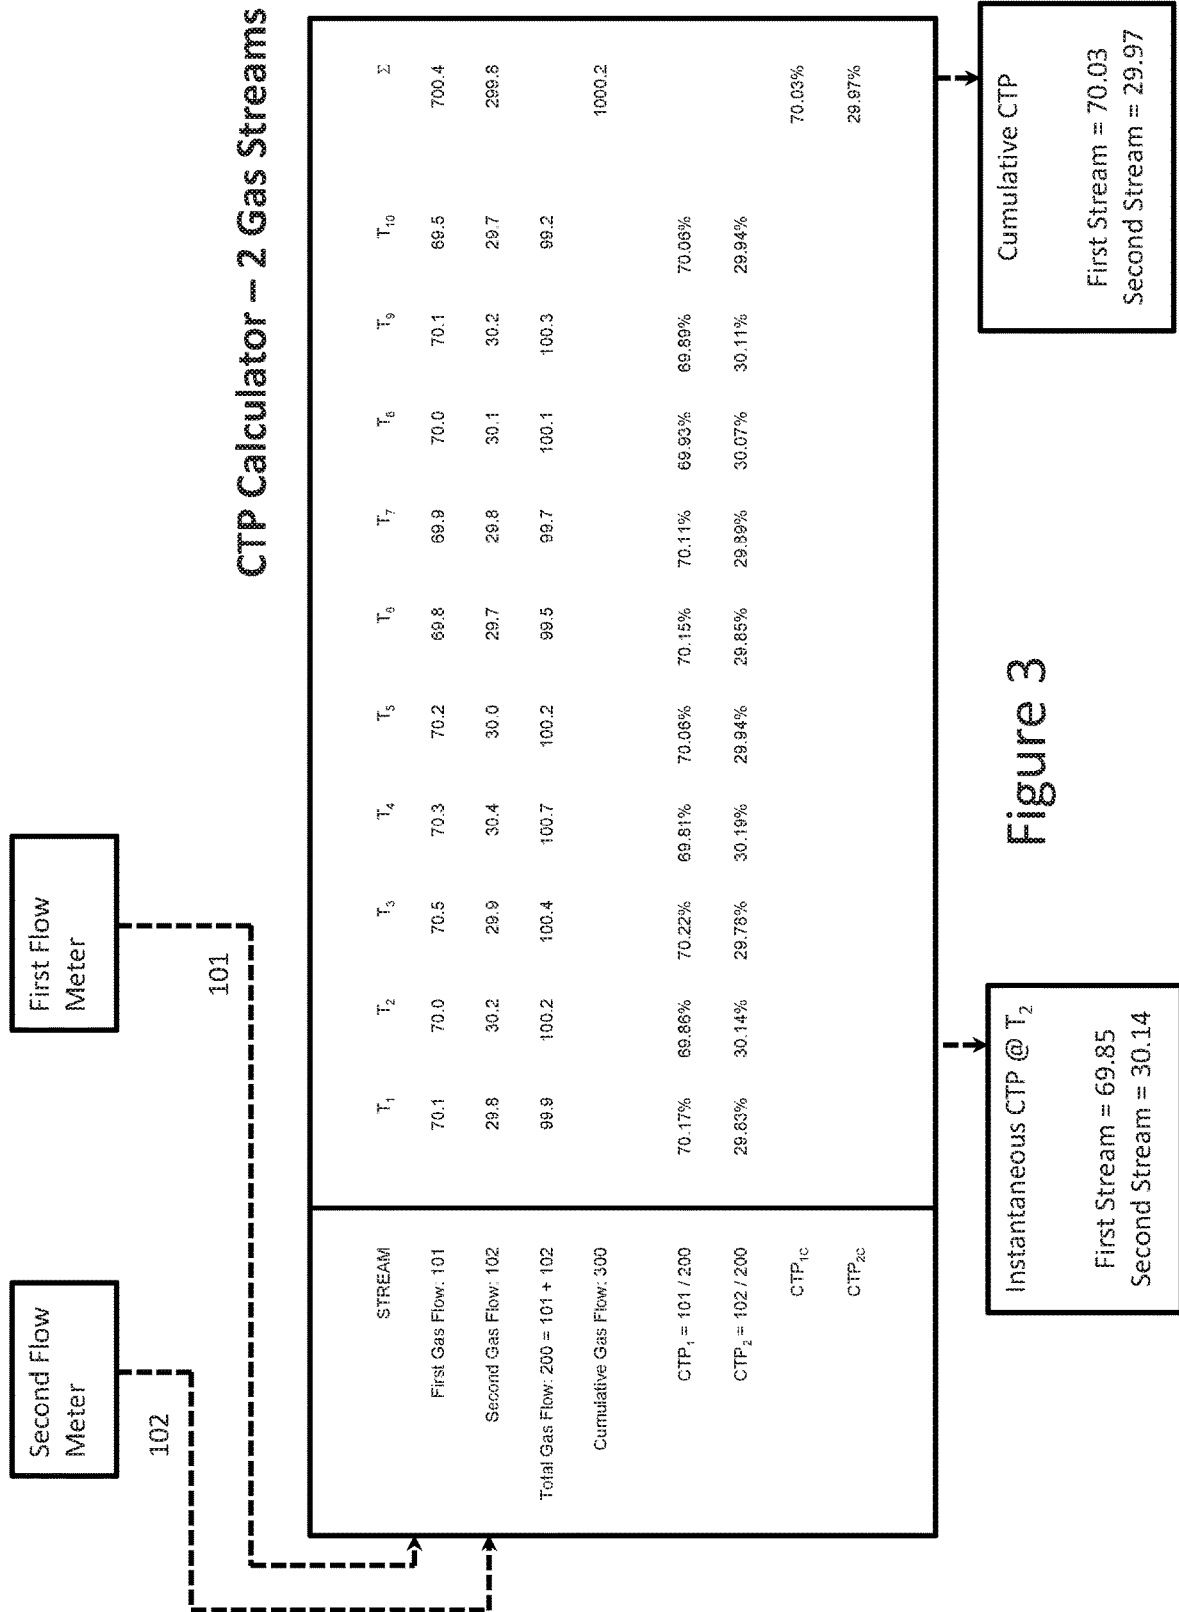 CTP Calculator – 2 Gas Streams
Second Flow
Meter
First Flow
Meter
102
101
STREAM T₁ T₂ T₃ T₄ T₅ T₆ T₇ T₈ T₉ T₁₀ Σ
First Gas Flow: 101 70.1 70.0 70.5 70.3 70.2 69.8 69.9 70.0 70.1 69.5 700.4
Second Gas Flow: 102 29.8 30.2 29.9 30.4 30.0 29.7 29.8 30.1 30.2 29.7 299.8
Total Gas Flow: 200 = 101 + 102 99.9 100.2 100.4 100.7 100.2 99.5 99.7 100.1 100.3 99.2
Cumulative Gas Flow: 300 1000.2
CTP₁ = 101 / 200 70.17% 69.86% 70.22% 69.81% 70.06% 70.15% 70.11% 69.93% 69.89% 70.06%
CTP₂ = 102 / 200 29.83% 30.14% 29.78% 30.19% 29.94% 29.85% 29.89% 30.07% 30.11% 29.94%
CTP₁C 70.03%
CTP₂C 29.97%
Instantaneous CTP @ T₂
First Stream = 69.85
Second Stream = 30.14
Cumulative CTP
First Stream = 70.03
Second Stream = 29.97
Figure 3